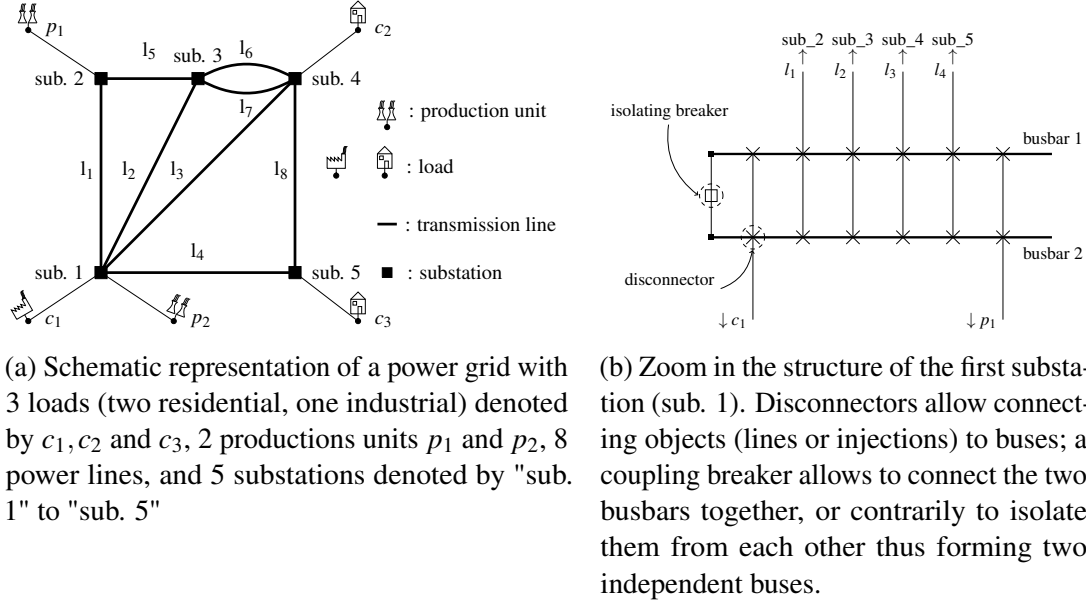 p1
c2
l5
sub. 3
l6
sub. 2
sub. 4
l7
l1
l2
l3
l8
l4
sub. 1
sub. 5
c1
p2
c3
: production unit
: load
: transmission line
: substation
sub_2 sub_3 sub_4 sub_5
l1 l2 l3 l4
isolating breaker
busbar 1
busbar 2
disconnector
↓ c1
↓ p1
(a) Schematic representation of a power grid with
3 loads (two residential, one industrial) denoted
by c1, c2 and c3, 2 productions units p1 and p2, 8
power lines, and 5 substations denoted by "sub.
1" to "sub. 5"
(b) Zoom in the structure of the first substa-
tion (sub. 1). Disconnectors allow connect-
ing objects (lines or injections) to buses; a
coupling breaker allows to connect the two
busbars together, or contrarily to isolate
them from each other thus forming two
independent buses.